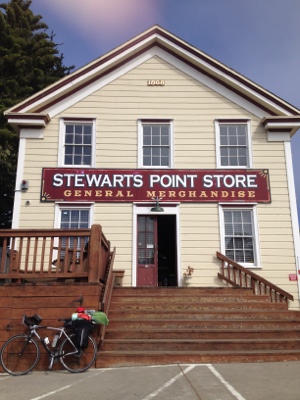 1868
STEWARTS POINT STORE
GENERAL MERCHANDISE